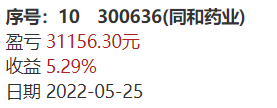 序号：10 300636(同和药业)
盈亏 31156.30元
收益 5.29%
日期 2022-05-25